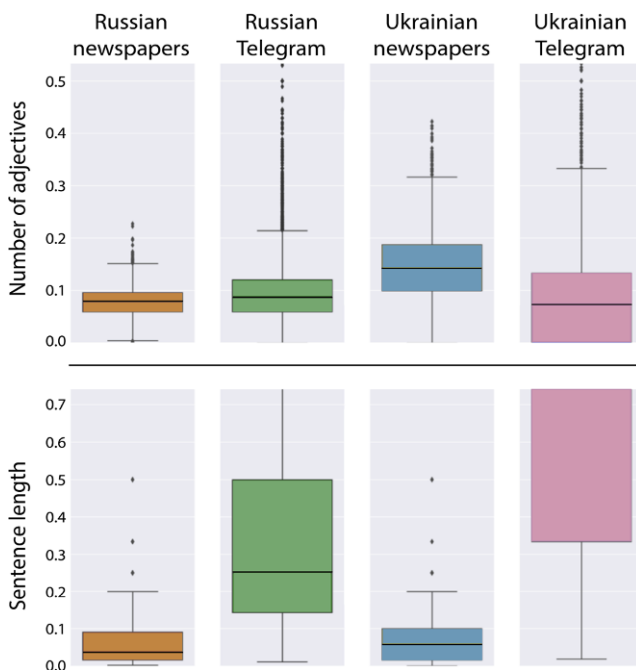 Russian newspapers
Russian Telegram
Ukrainian newspapers
Ukrainian Telegram
Number of adjectives
0.5
0.4
0.3
0.2
0.1
0.0
Sentence length
0.7
0.6
0.5
0.4
0.3
0.2
0.1
0.0